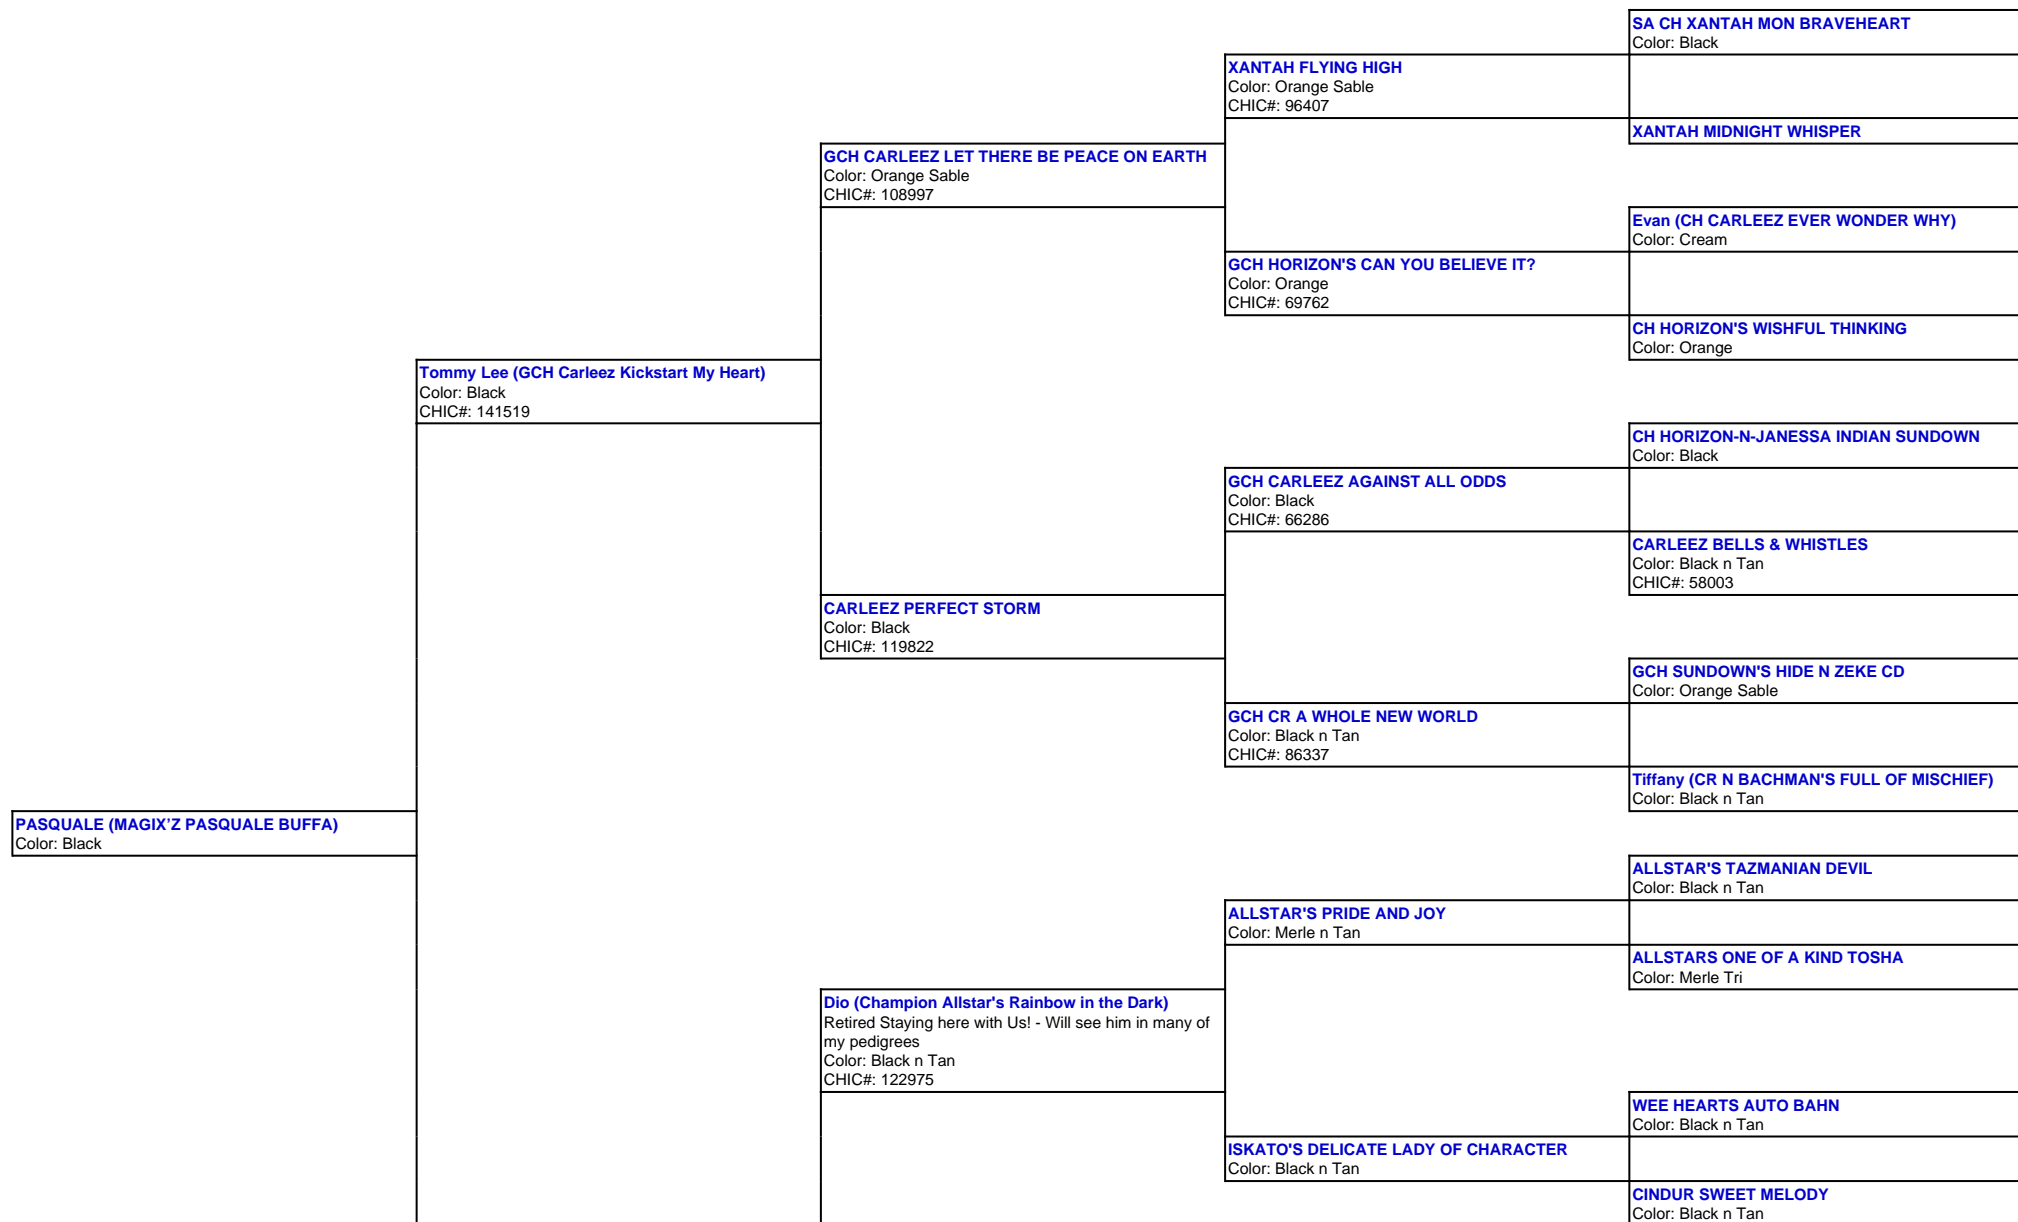 SA CH XANTAH MON BRAVEHEART
Color: Black
XANTAH FLYING HIGH
Color: Orange Sable
CHIC#: 96407
XANTAH MIDNIGHT WHISPER
GCH CARLEEZ LET THERE BE PEACE ON EARTH
Color: Orange Sable
CHIC#: 108997
Evan (CH CARLEEZ EVER WONDER WHY)
Color: Cream
GCH HORIZON'S CAN YOU BELIEVE IT?
Color: Orange
CHIC#: 69762
CH HORIZON'S WISHFUL THINKING
Color: Orange
Tommy Lee (GCH Carleez Kickstart My Heart)
Color: Black
CHIC#: 141519
CH HORIZON-N-JANESSA INDIAN SUNDOWN
Color: Black
GCH CARLEEZ AGAINST ALL ODDS
Color: Black
CHIC#: 66286
CARLEEZ BELLS & WHISTLES
Color: Black n Tan
CHIC#: 58003
CARLEEZ PERFECT STORM
Color: Black
CHIC#: 119822
GCH SUNDOWN'S HIDE N ZEKE CD
Color: Orange Sable
GCH CR A WHOLE NEW WORLD
Color: Black n Tan
CHIC#: 86337
Tiffany (CR N BACHMAN'S FULL OF MISCHIEF)
Color: Black n Tan
PASQUALE (MAGIX’Z PASQUALE BUFFA)
Color: Black
ALLSTAR'S TAZMANIAN DEVIL
Color: Black n Tan
ALLSTAR'S PRIDE AND JOY
Color: Merle n Tan
ALLSTARS ONE OF A KIND TOSHA
Color: Merle Tri
Dio (Champion Allstar's Rainbow in the Dark)
Retired Staying here with Us! - Will see him in many of
my pedigrees
Color: Black n Tan
CHIC#: 122975
WEE HEARTS AUTO BAHN
Color: Black n Tan
ISKATO'S DELICATE LADY OF CHARACTER
Color: Black n Tan
CINDUR SWEET MELODY
Color: Black n Tan